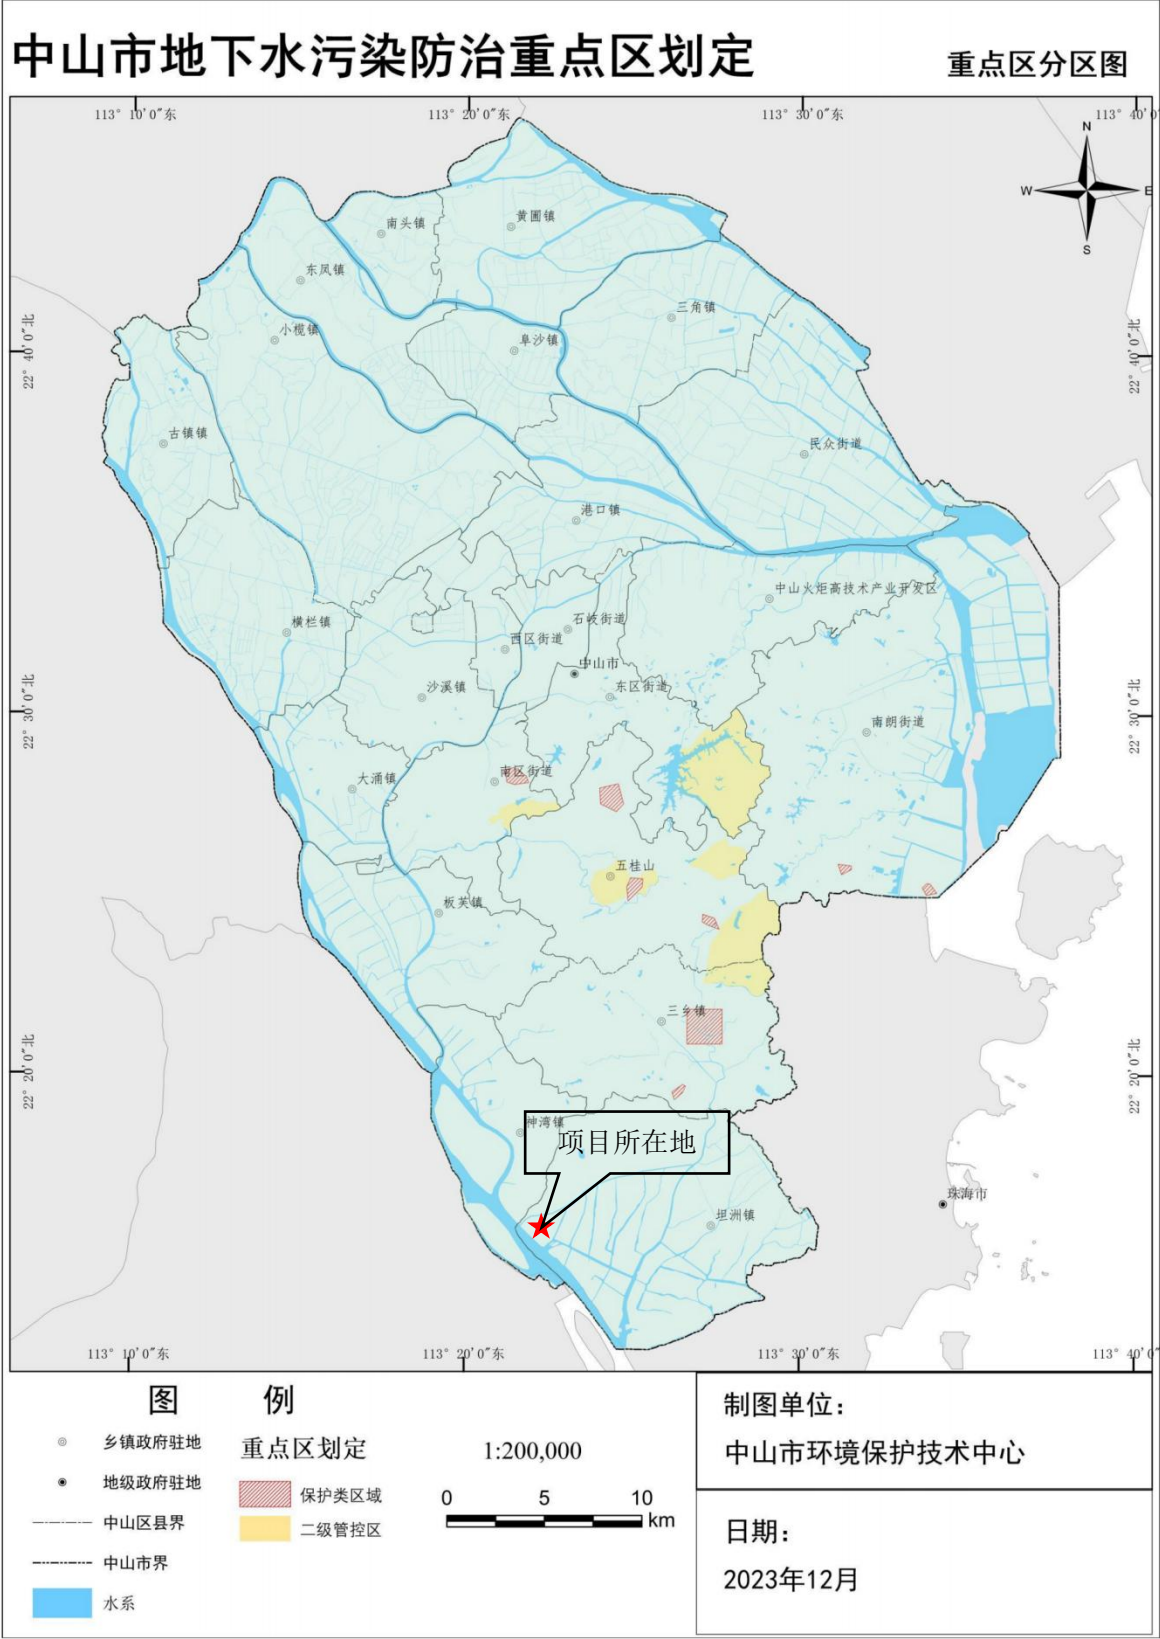 中山市地下水污染防治重点区划定
重点区分区图
113° 10′0″东
113° 20′0″东
113° 30′0″东
113° 40′0″
N
W
E
S
南头镇
黄圃镇
东凤镇
三角镇
小榄镇
阜沙镇
22° 40′0″北
22° 40′0″北
古镇镇
民众街道
港口镇
中山火炬高技术产业开发区
横栏镇
石岐街道
西区街道
中山市
沙溪镇
东区街道
22° 30′0″北
22° 30′0″北
南朗街道
大涌镇
南区街道
五桂山
板芙镇
三乡镇
22° 20′0″北
22° 20′0″北
神湾镇
项目所在地
珠海市
坦洲镇
113° 10′0″东
113° 20′0″东
113° 30′0″东
113° 40′0
图 例
乡镇政府驻地
地级政府驻地
中山区县界
中山市界
水系
重点区划定
保护类区域
二级管控区
1:200,000
0 5 10
km
制图单位：
中山市环境保护技术中心
日期：
2023年12月